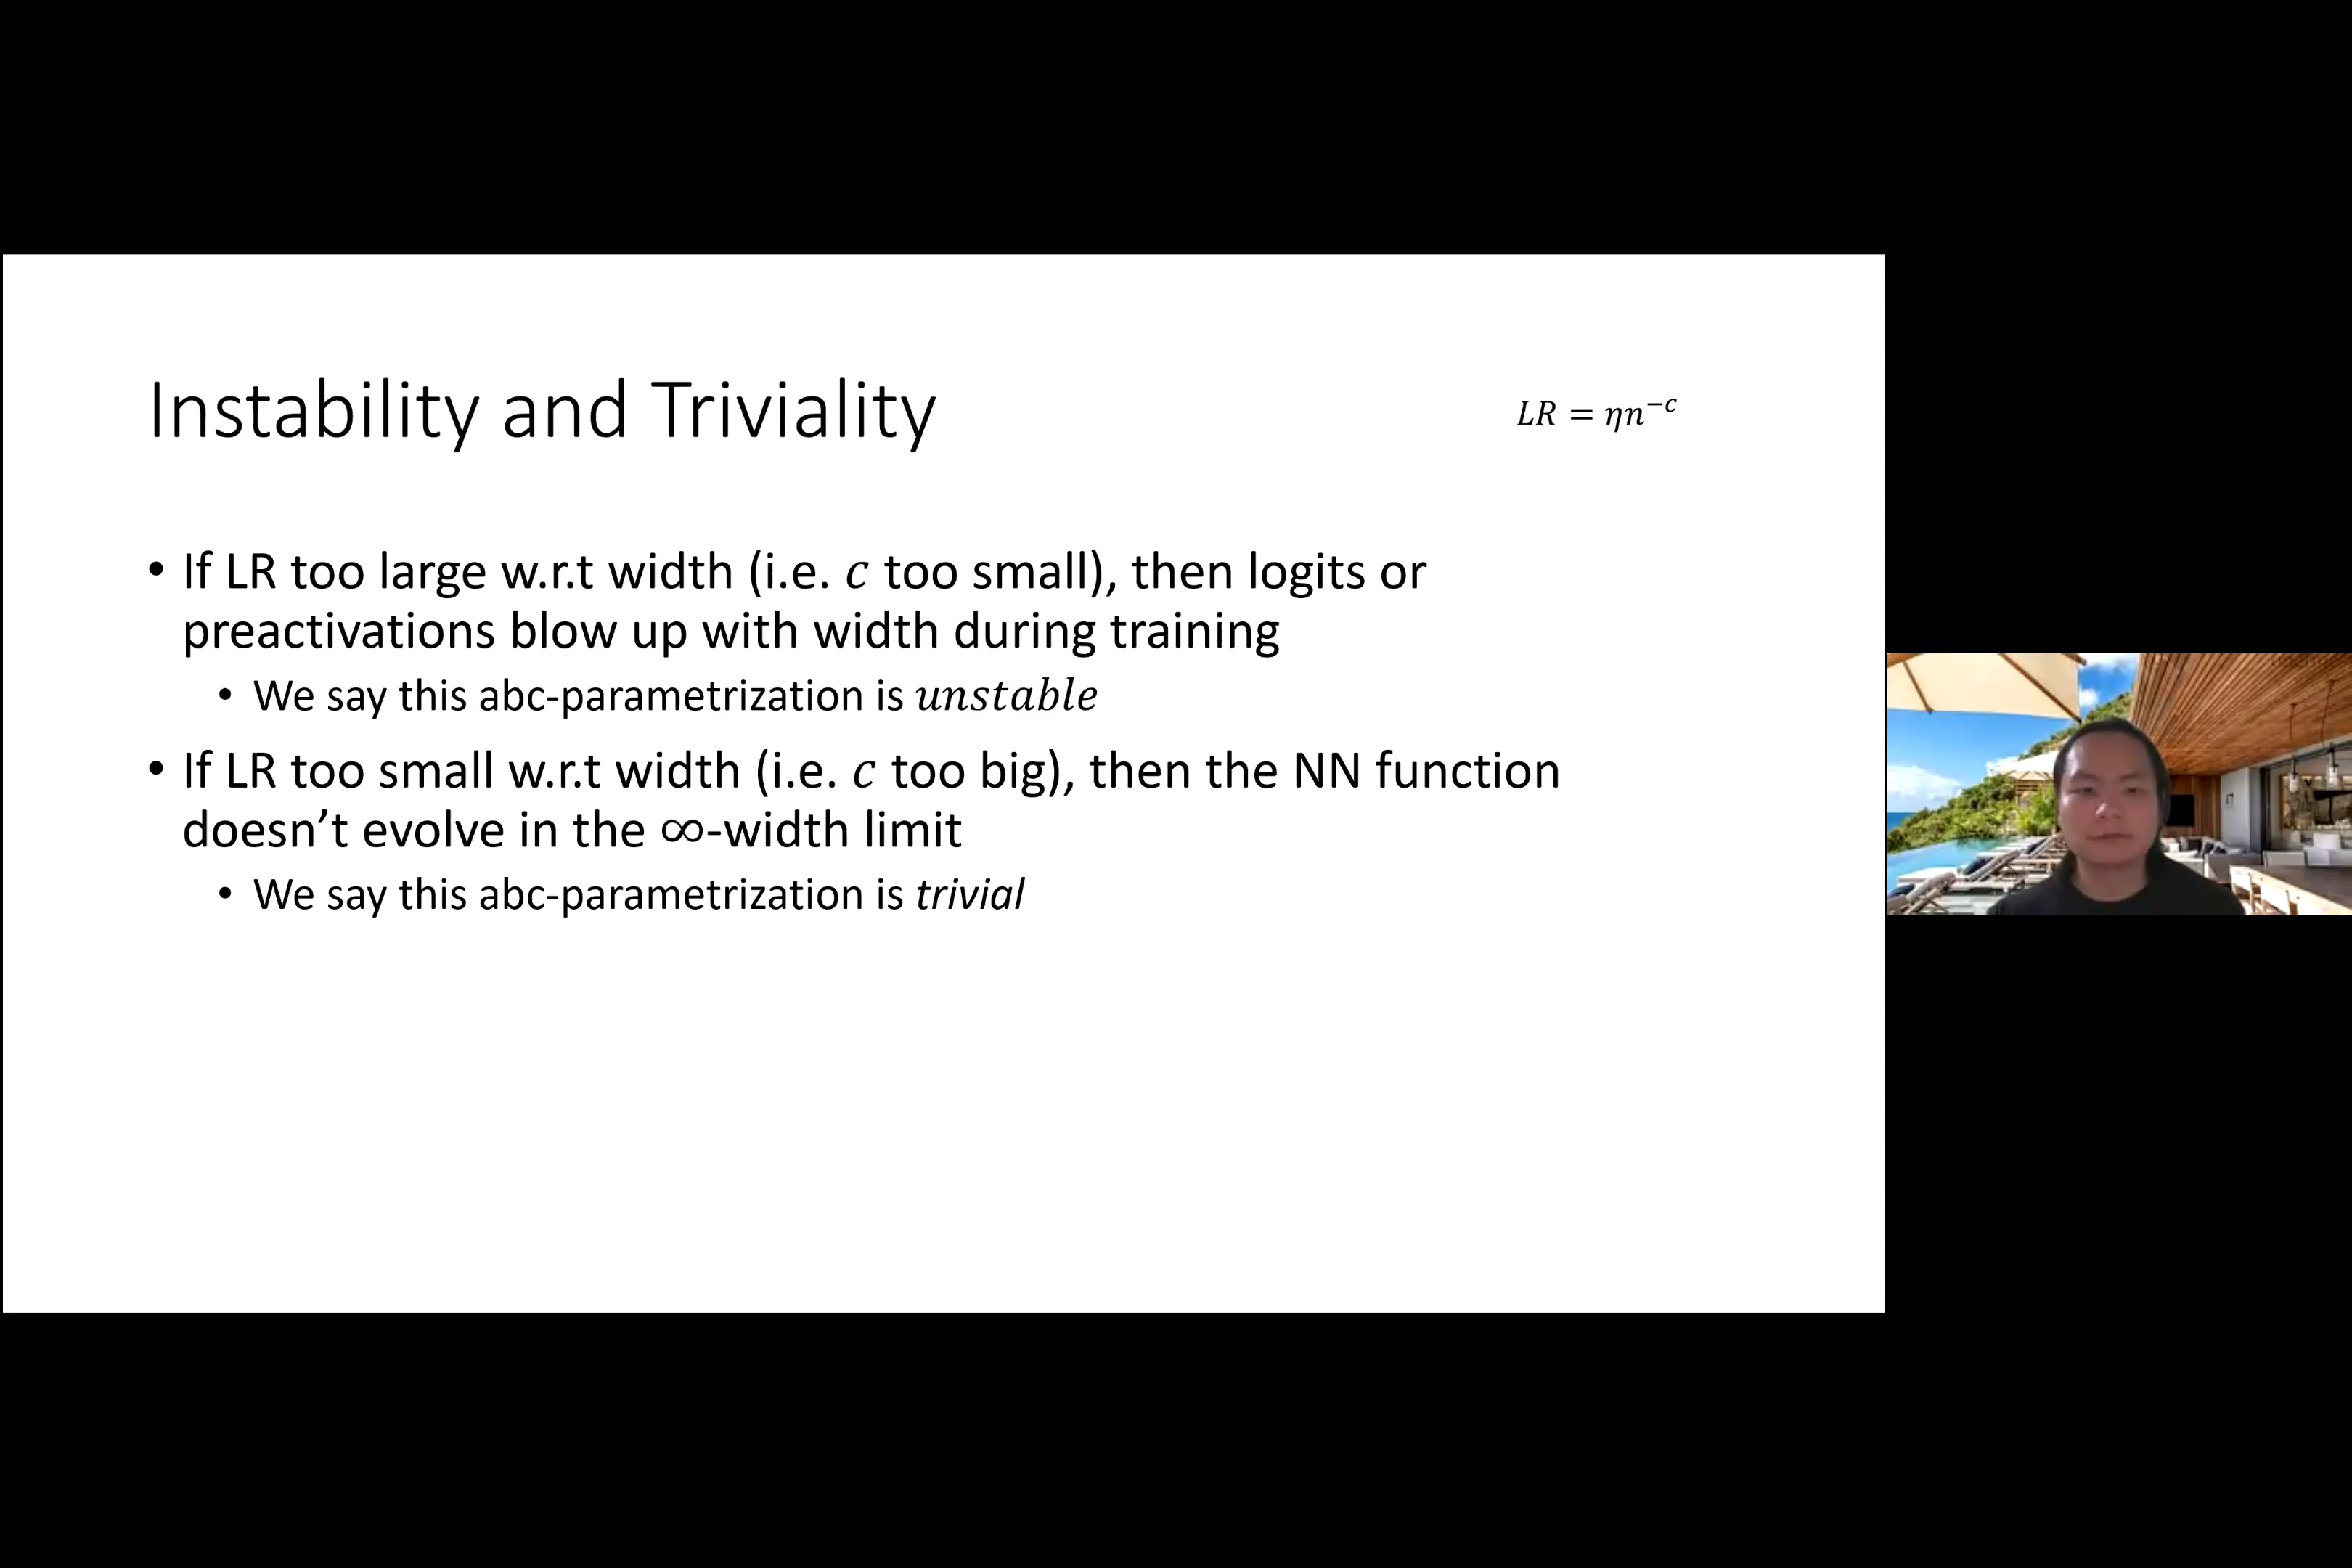 Instability and Triviality
LR = ηn⁻ᶜ
• If LR too large w.r.t width (i.e. c too small), then logits or
preactivations blow up with width during training
• We say this abc-parametrization is unstable
• If LR too small w.r.t width (i.e. c too big), then the NN function
doesn’t evolve in the ∞-width limit
• We say this abc-parametrization is trivial